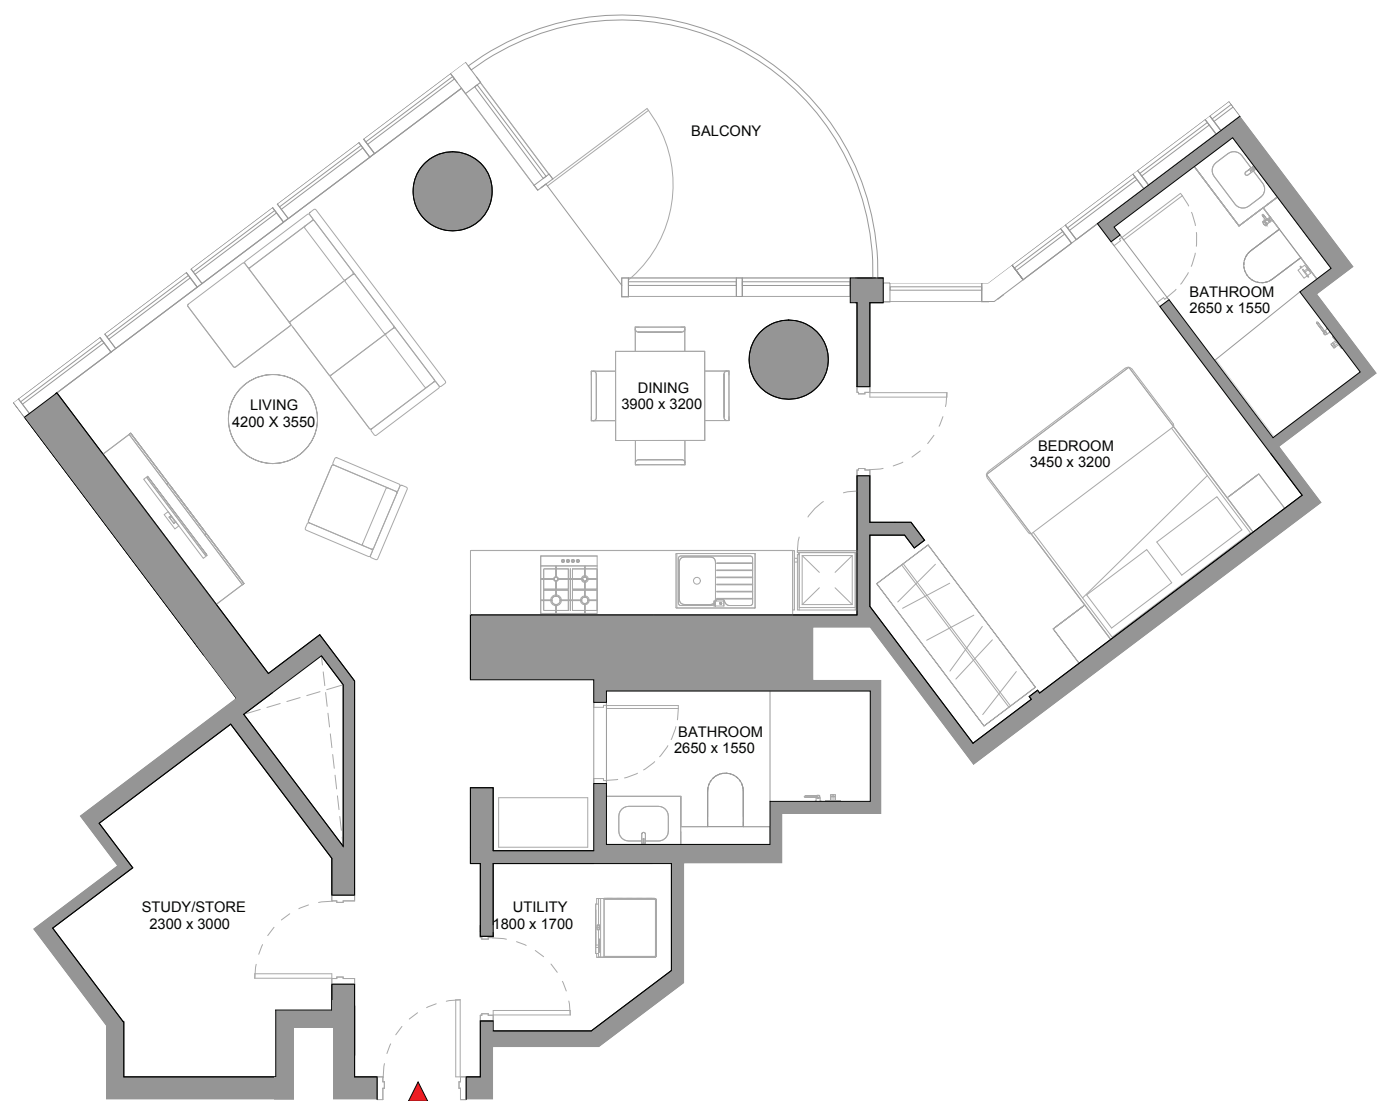 BALCONY
BATHROOM
2650 x 1550
LIVING
4200 X 3550
DINING
3900 x 3200
BEDROOM
3450 x 3200
BATHROOM
2650 x 1550
STUDY/STORE
2300 x 3000
UTILITY
1800 x 1700